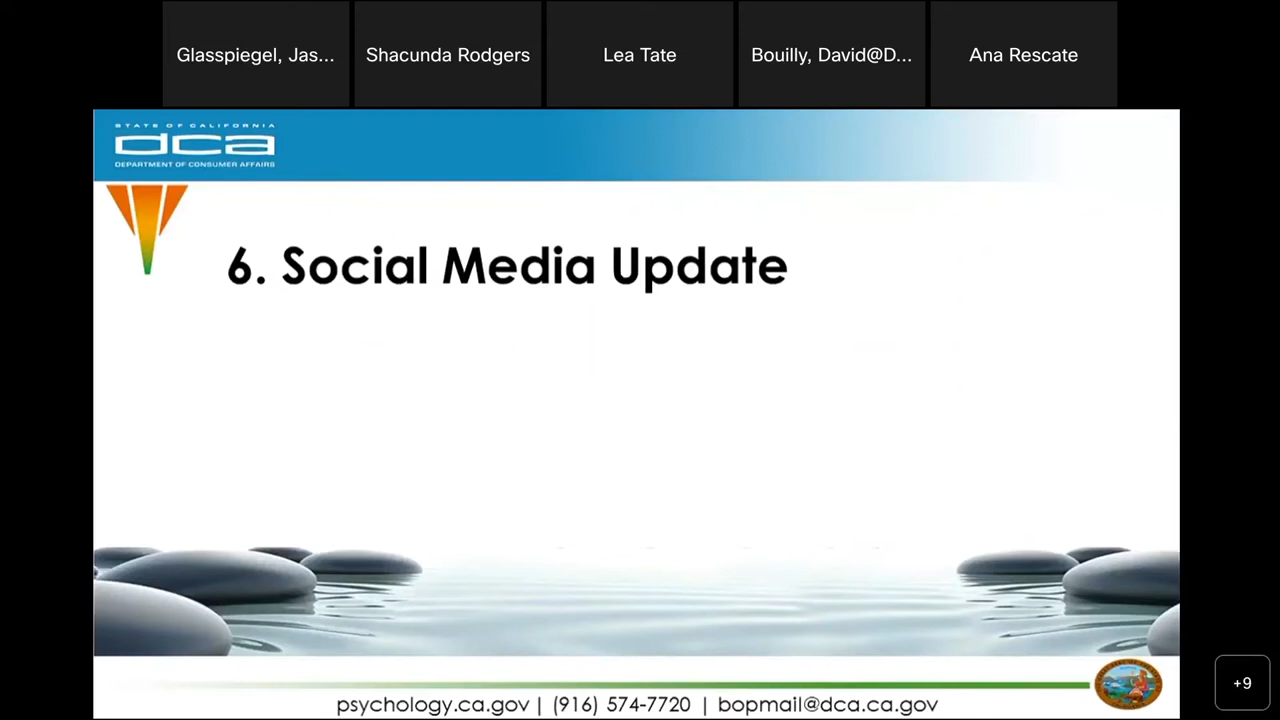 Glasspiegel, Jas...
Shacunda Rodgers
Lea Tate
Bouilly, David@D...
Ana Rescate
STATE OF CALIFORNIA
dca
DEPARTMENT OF CONSUMER AFFAIRS
6. Social Media Update
psychology.ca.gov | (916) 574-7720 | bopmail@dca.ca.gov
+9